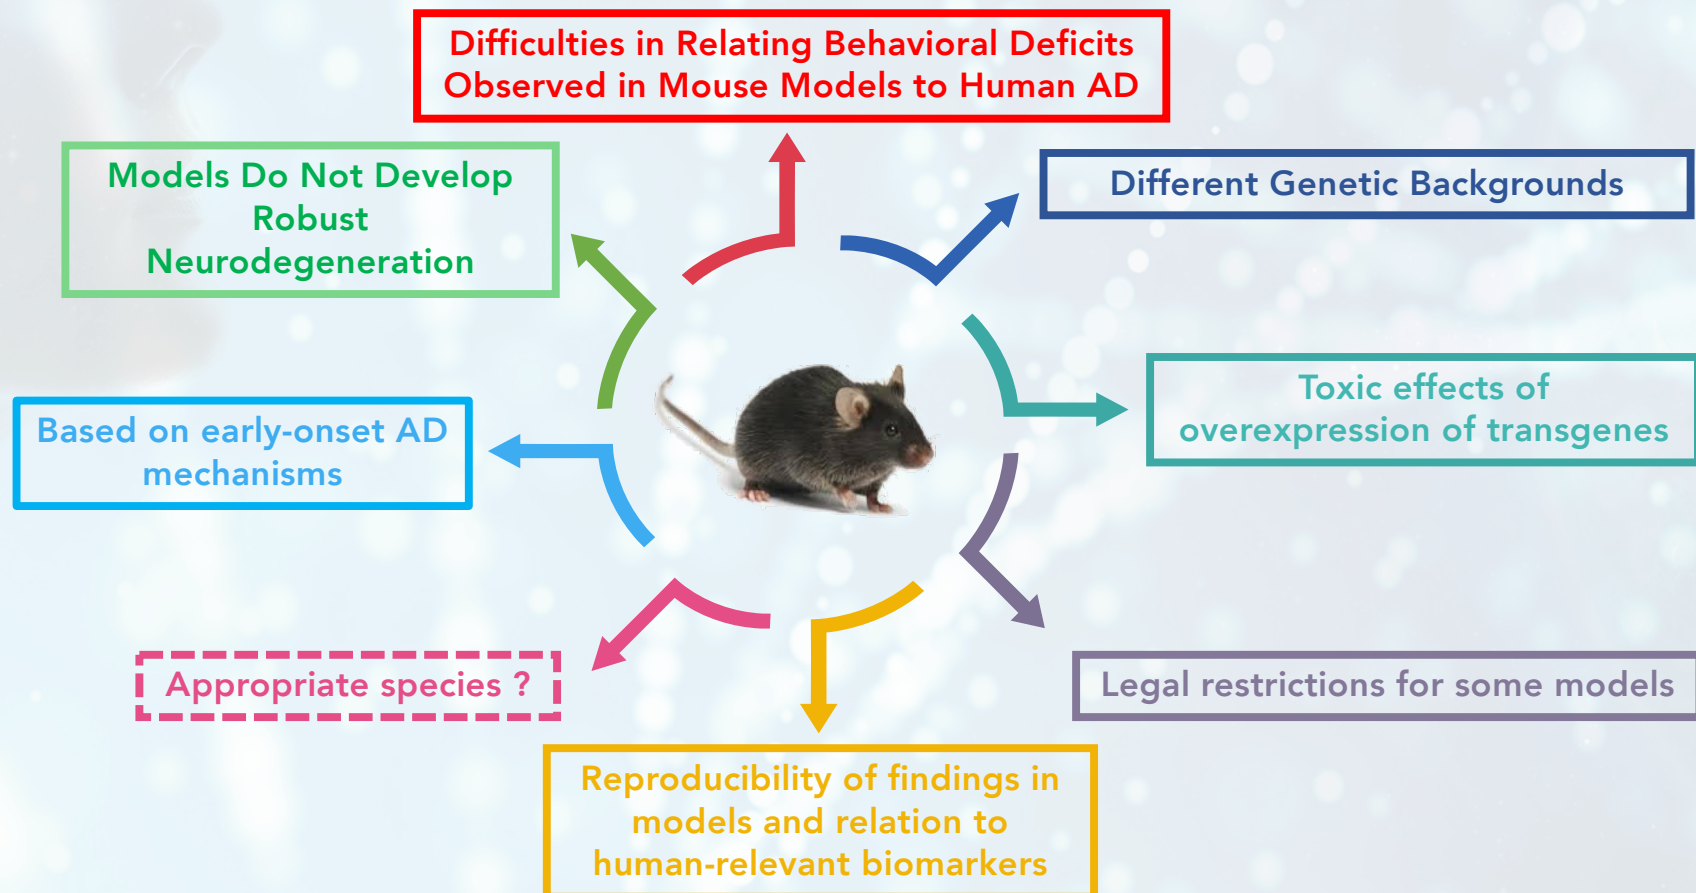 Difficulties in Relating Behavioral Deficits
Observed in Mouse Models to Human AD
Models Do Not Develop
Robust
Neurodegeneration
Different Genetic Backgrounds
Toxic effects of
overexpression of transgenes
Based on early-onset AD
mechanisms
Appropriate species ?
Legal restrictions for some models
Reproducibility of findings in
models and relation to
human-relevant biomarkers